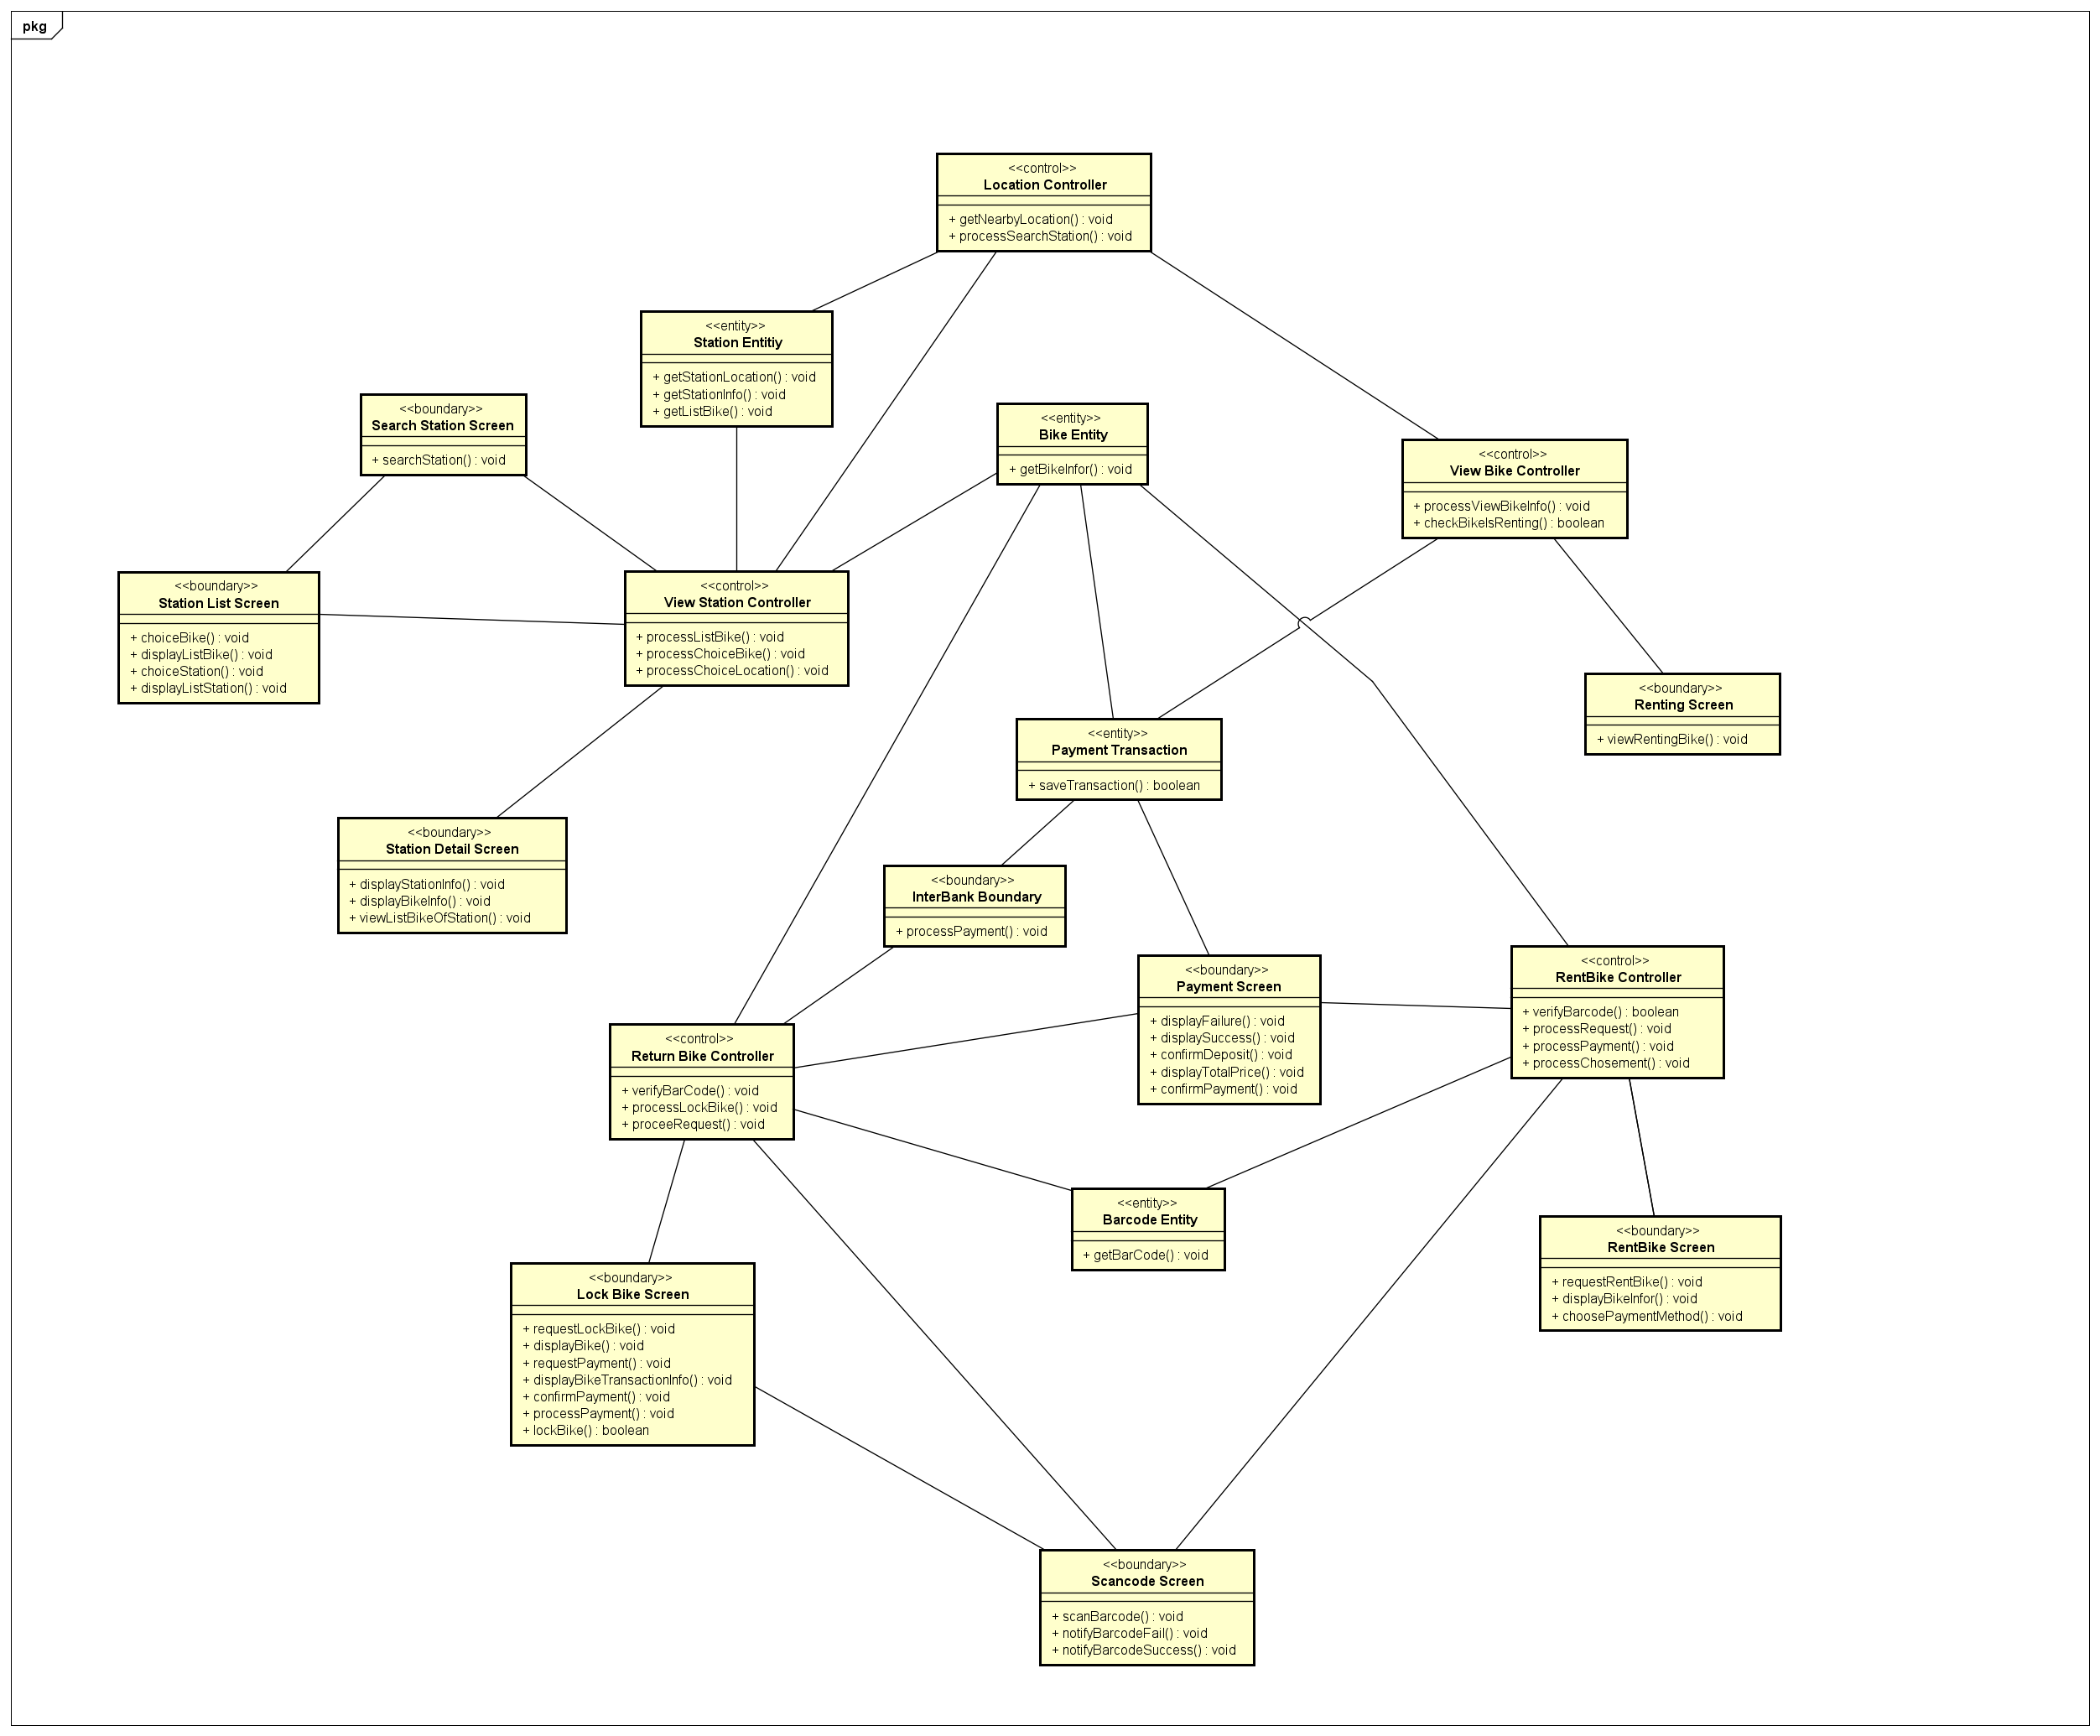 pkg
<<control>>
Location Controller
+ getNearbyLocation() : void
+ processSearchStation() : void
<<entity>>
Station Entitiy
+ getStationLocation() : void
+ getStationInfo() : void
+ getListBike() : void
<<boundary>>
Search Station Screen
+ searchStation() : void
<<entity>>
Bike Entity
+ getBikeInfor() : void
<<control>>
View Bike Controller
+ processViewBikeInfo() : void
+ checkBikeIsRenting() : boolean
<<boundary>>
Station List Screen
+ choiceBike() : void
+ displayListBike() : void
+ choiceStation() : void
+ displayListStation() : void
<<control>>
View Station Controller
+ processListBike() : void
+ processChoiceBike() : void
+ processChoiceLocation() : void
<<boundary>>
Renting Screen
+ viewRentingBike() : void
<<entity>>
Payment Transaction
+ saveTransaction() : boolean
<<boundary>>
Station Detail Screen
+ displayStationInfo() : void
+ displayBikeInfo() : void
+ viewListBikeOfStation() : void
<<boundary>>
InterBank Boundary
+ processPayment() : void
<<boundary>>
Payment Screen
+ displayFailure() : void
+ displaySuccess() : void
+ confirmDeposit() : void
+ displayTotalPrice() : void
+ confirmPayment() : void
<<control>>
RentBike Controller
+ verifyBarcode() : boolean
+ processRequest() : void
+ processPayment() : void
+ processChosement() : void
<<control>>
Return Bike Controller
+ verifyBarCode() : void
+ processLockBike() : void
+ proceeRequest() : void
<<entity>>
Barcode Entity
+ getBarCode() : void
<<boundary>>
RentBike Screen
+ requestRentBike() : void
+ displayBikeInfor() : void
+ choosePaymentMethod() : void
<<boundary>>
Lock Bike Screen
+ requestLockBike() : void
+ displayBike() : void
+ requestPayment() : void
+ displayBikeTransactionInfo() : void
+ confirmPayment() : void
+ processPayment() : void
+ lockBike() : boolean
<<boundary>>
Scancode Screen
+ scanBarcode() : void
+ notifyBarcodeFail() : void
+ notifyBarcodeSuccess() : void